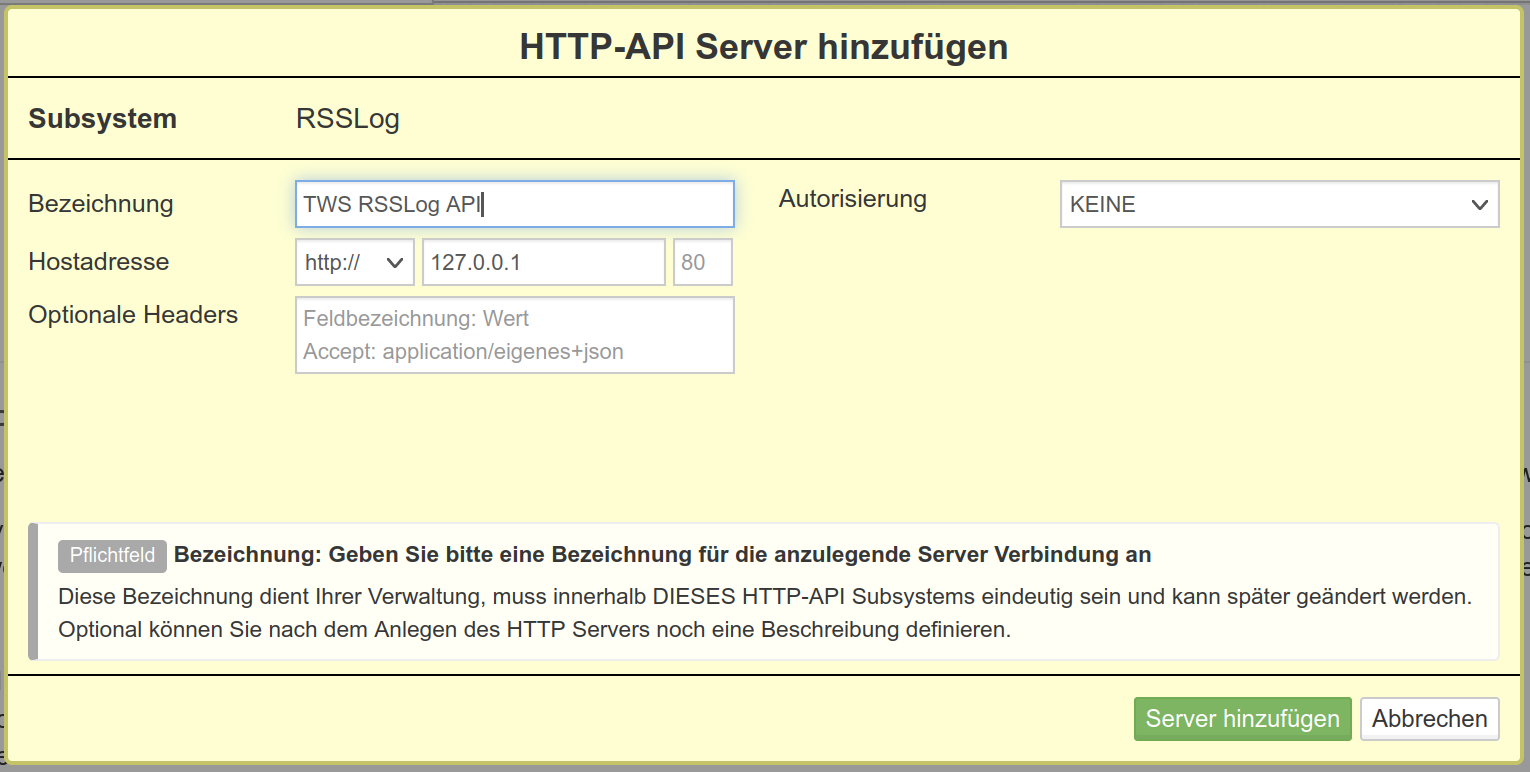 HTTP-API Server hinzufügen
Subsystem RSSLog
Bezeichnung TWS RSSLog API Autorisierung KEINE
Hostadresse http:// 127.0.0.1 80
Optionale Headers Feldbezeichnung: Wert
Accept: application/eigenes+json
Pflichtfeld Bezeichnung: Geben Sie bitte eine Bezeichnung für die anzulegende Server Verbindung an
Diese Bezeichnung dient Ihrer Verwaltung, muss innerhalb DIESES HTTP-API Subsystems eindeutig sein und kann später geändert werden.
Optional können Sie nach dem Anlegen des HTTP Servers noch eine Beschreibung definieren.
Server hinzufügen Abbrechen